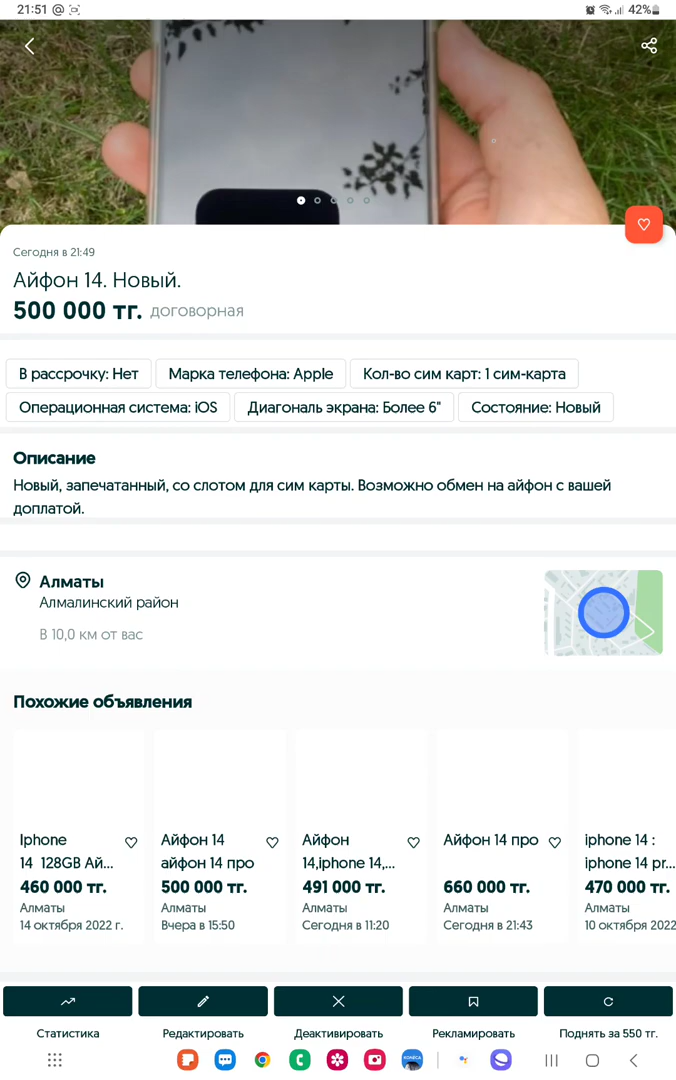 21:51
42%
Сегодня в 21:49
Айфон 14. Новый.
500 000 тг. договорная
В рассрочку: Нет
Марка телефона: Apple
Кол-во сим карт: 1 сим-карта
Операционная система: iOS
Диагональ экрана: Более 6"
Состояние: Новый
Описание
Новый, запечатанный, со слотом для сим карты. Возможно обмен на айфон с вашей
доплатой.
Алматы
Алмалинский район
В 10,0 км от вас
Похожие объявления
Iphone
14 128GB Ай...
460 000 тг.
Алматы
14 октября 2022 г.
Айфон 14
айфон 14 про
500 000 тг.
Алматы
Вчера в 15:50
Айфон
14,iphone 14,...
491 000 тг.
Алматы
Сегодня в 11:20
Айфон 14 про
660 000 тг.
Алматы
Сегодня в 21:43
iphone 14 :
iphone 14 pr...
470 000 тг.
Алматы
10 октября 2022
Статистика
Редактировать
Деактивировать
Рекламировать
Поднять за 550 тг.